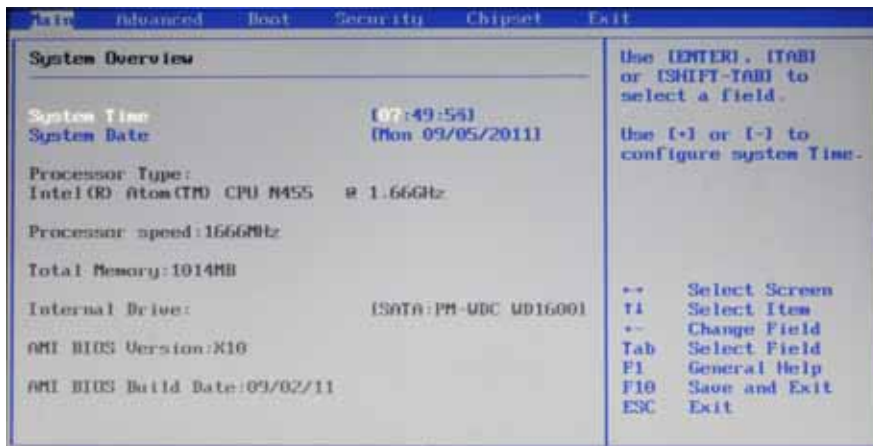 Main Advanced Boot Security Chipset Exit
System Overview
System Time [07:49:56]
System Date [Mon 09/05/2011]
Processor Type:
Intel(R) Atom(TM) CPU N455 @ 1.66GHz
Processor speed:1666MHz
Total Memory:1014MB
Internal Drive: [SATA:PM-WDC WD1600]
AMI BIOS Version:X10
AMI BIOS Build Date:09/02/11
Use [ENTER], [TAB]
or [SHIFT-TAB] to
select a field.
Use [+] or [-] to
configure system Time.
↔ Select Screen
↑↓ Select Item
+- Change Field
Tab Select Field
F1 General Help
F10 Save and Exit
ESC Exit